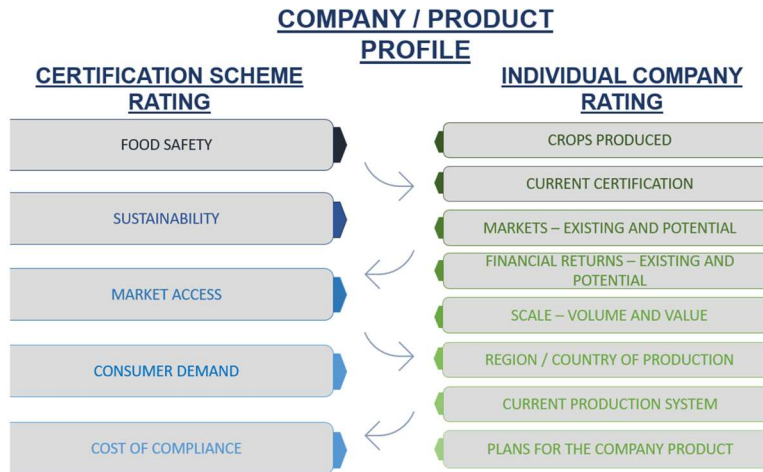 COMPANY / PRODUCT
PROFILE
CERTIFICATION SCHEME
RATING
FOOD SAFETY
SUSTAINABILITY
MARKET ACCESS
CONSUMER DEMAND
COST OF COMPLIANCE
INDIVIDUAL COMPANY
RATING
CROPS PRODUCED
CURRENT CERTIFICATION
MARKETS – EXISTING AND POTENTIAL
FINANCIAL RETURNS – EXISTING AND
POTENTIAL
SCALE – VOLUME AND VALUE
REGION / COUNTRY OF PRODUCTION
CURRENT PRODUCTION SYSTEM
PLANS FOR THE COMPANY PRODUCT